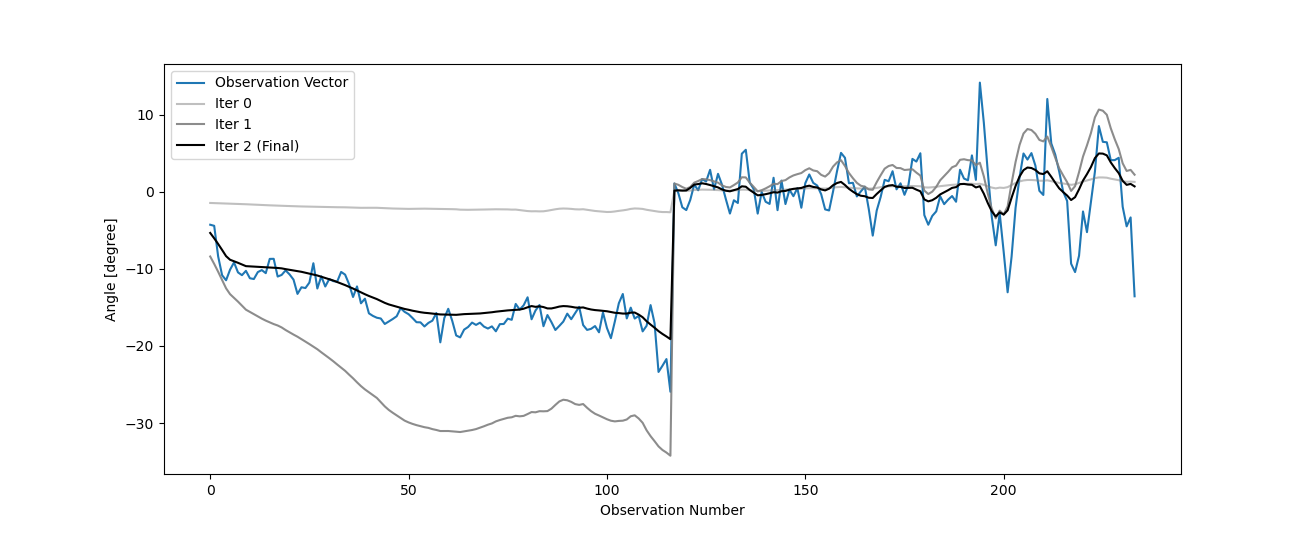 Observation Vector
Iter 0
Iter 1
Iter 2 (Final)
10
0
−10
−20
−30
Angle [degree]
0 50 100 150 200
Observation Number